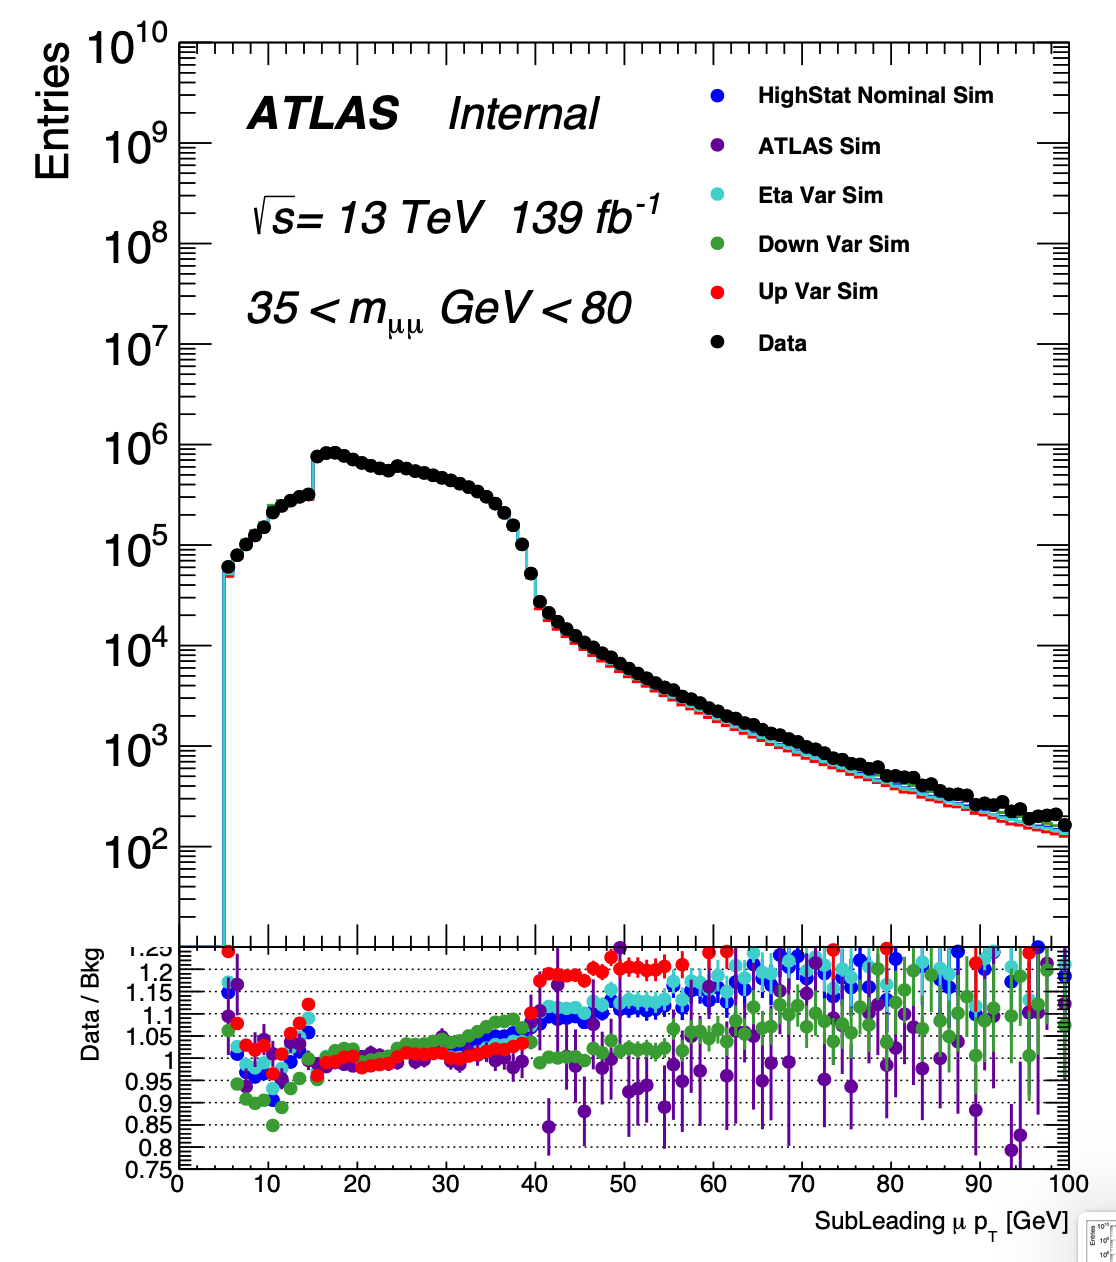 Entries
10^10
10^9
10^8
10^7
10^6
10^5
10^4
10^3
10^2
ATLAS Internal
√s= 13 TeV 139 fb^-1
35 < m_μμ GeV < 80
HighStat Nominal Sim
ATLAS Sim
Eta Var Sim
Down Var Sim
Up Var Sim
Data
Data / Bkg
1.25
1.2
1.15
1.1
1.05
1
0.95
0.9
0.85
0.8
0.75
0 10 20 30 40 50 60 70 80 90 100
SubLeading μ p_T [GeV]